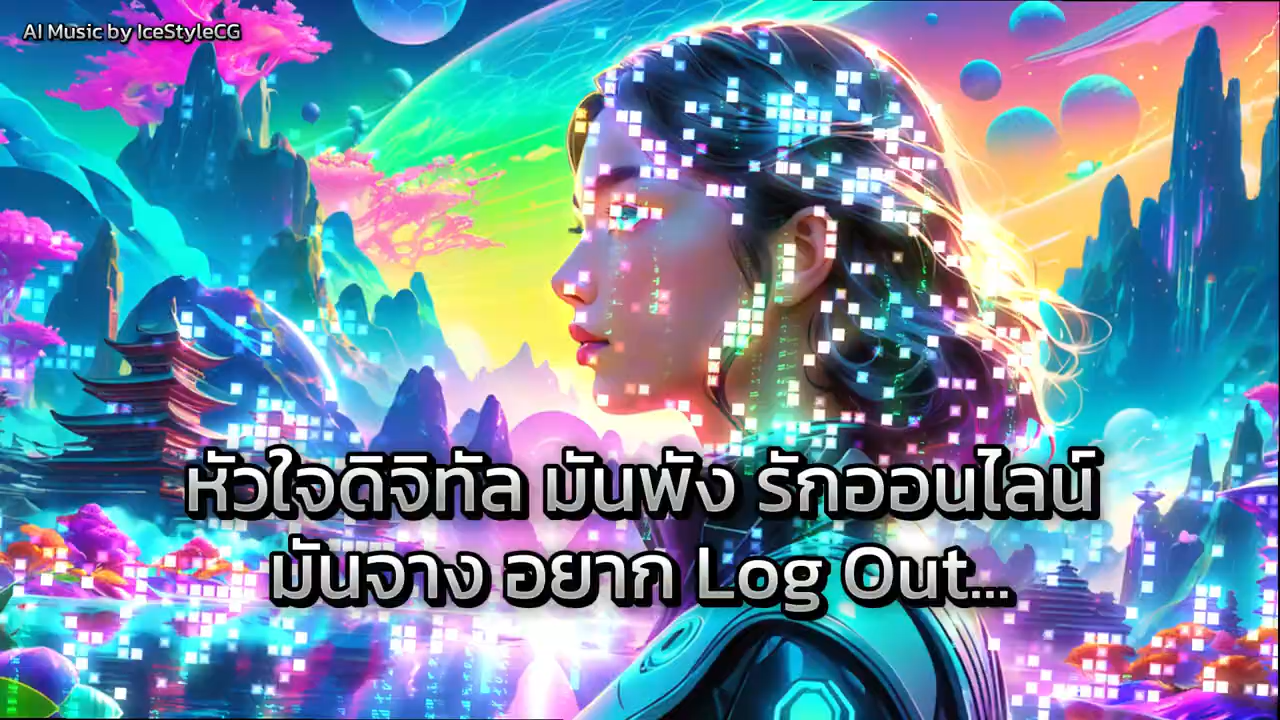 AI Music by IceStyleCG
หัวใจดิจิทัล มันพัง รักออนไลน์
มันจาง อยาก Log Out...